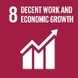 8 DECENT WORK AND
ECONOMIC GROWTH